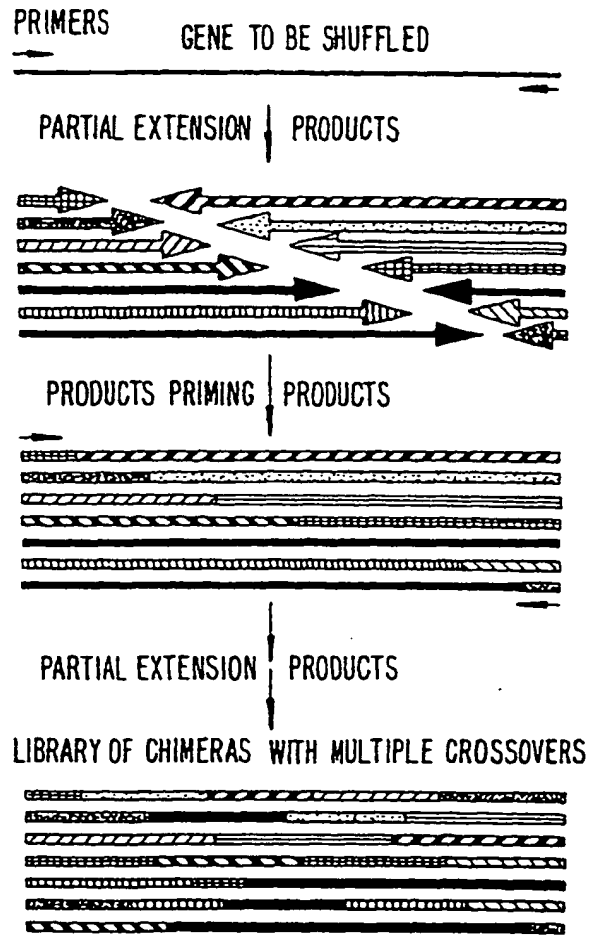 PRIMERS
GENE TO BE SHUFFLED
PARTIAL EXTENSION PRODUCTS
PRODUCTS PRIMING PRODUCTS
PARTIAL EXTENSION PRODUCTS
LIBRARY OF CHIMERAS WITH MULTIPLE CROSSOVERS